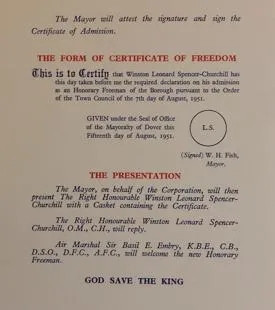 The Mayor will attest the signature and sign the
Certificate of Admission.
THE FORM OF CERTIFICATE OF FREEDOM
This is to Certify that Winston Leonard Spencer-Churchill has
this day taken before me the required declaration on his admission
as an Honorary Freeman of the Borough pursuant to the Order
of the Town Council of the 7th day of August, 1951.
GIVEN under the Seal of Office
of the Mayoralty of Dover this
Fifteenth day of August, 1951.
L.S.
(Signed) W. H. Fish,
Mayor.
THE PRESENTATION
The Mayor, on behalf of the Corporation, will then
present The Right Honourable Winston Leonard Spencer-
Churchill with a Casket containing the Certificate.
The Right Honourable Winston Leonard Spencer-
Churchill, O.M., C.H., will reply.
Air Marshal Sir Basil E. Embry, K.B.E., C.B.,
D.S.O., D.F.C., A.F.C., will welcome the new Honorary
Freeman.
GOD SAVE THE KING